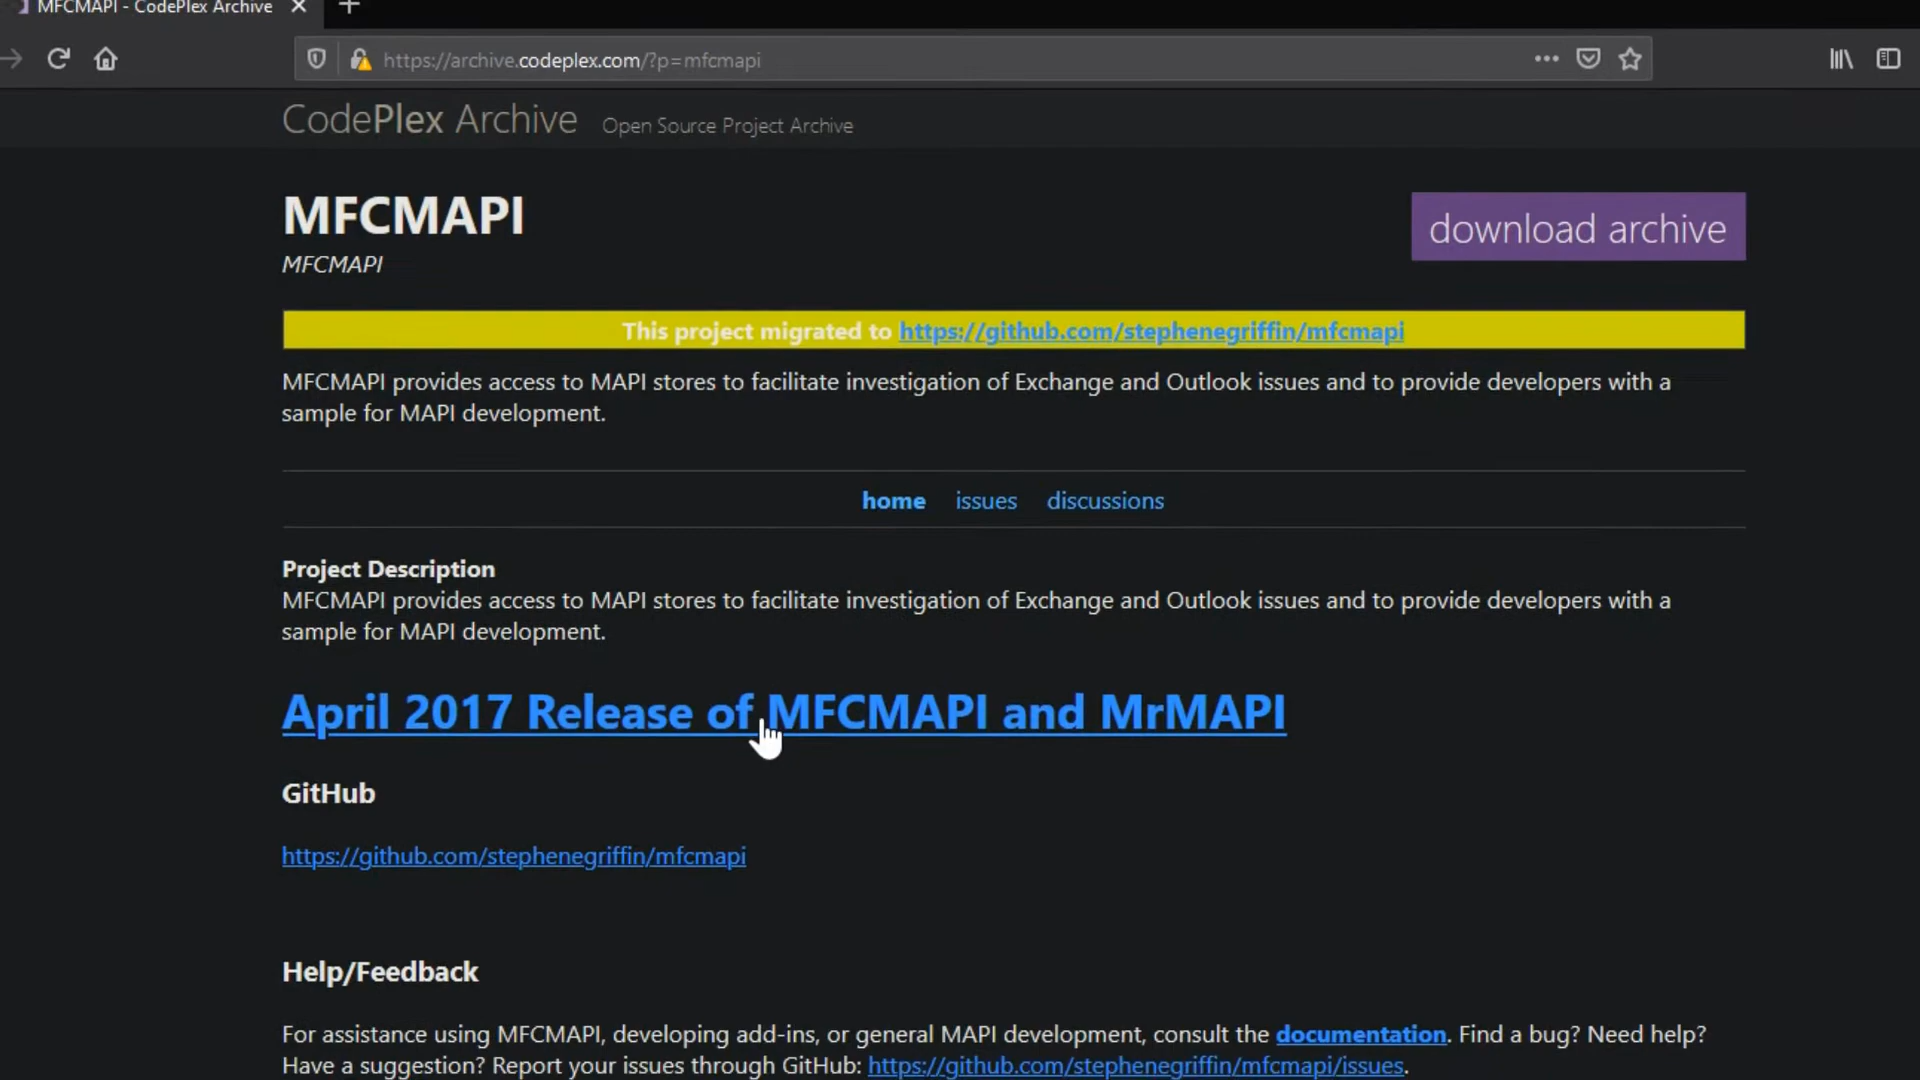 MFCMAPI - CodePlex Archive
https://archive.codeplex.com/?p=mfcmapi
CodePlex Archive Open Source Project Archive
MFCMAPI
download archive
MFCMAPI
This project migrated to https://github.com/stephenegriffin/mfcmapi
MFCMAPI provides access to MAPI stores to facilitate investigation of Exchange and Outlook issues and to provide developers with a
sample for MAPI development.
home issues discussions
Project Description
MFCMAPI provides access to MAPI stores to facilitate investigation of Exchange and Outlook issues and to provide developers with a
sample for MAPI development.
April 2017 Release of MFCMAPI and MrMAPI
GitHub
https://github.com/stephenegriffin/mfcmapi
Help/Feedback
For assistance using MFCMAPI, developing add-ins, or general MAPI development, consult the documentation. Find a bug? Need help?
Have a suggestion? Report your issues through GitHub: https://github.com/stephenegriffin/mfcmapi/issues.